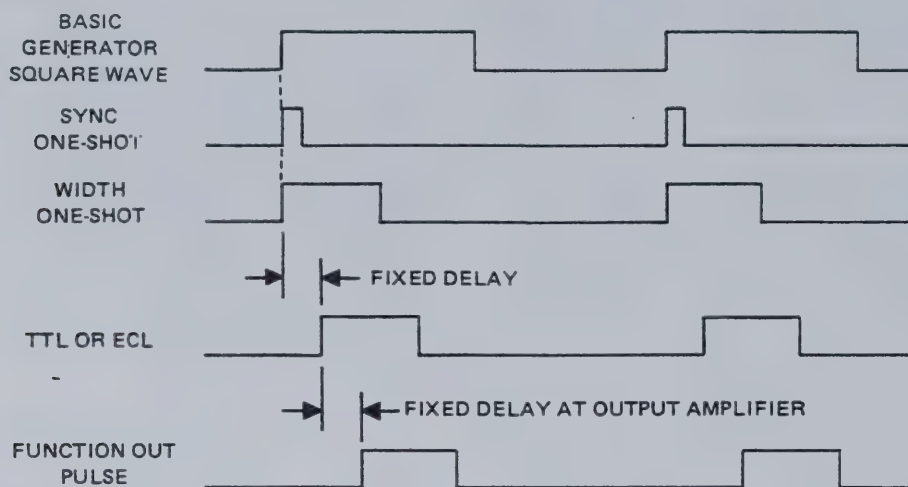 BASIC
GENERATOR
SQUARE WAVE
SYNC
ONE-SHOT
WIDTH
ONE-SHOT
FIXED DELAY
TTL OR ECL
FIXED DELAY AT OUTPUT AMPLIFIER
FUNCTION OUT
PULSE